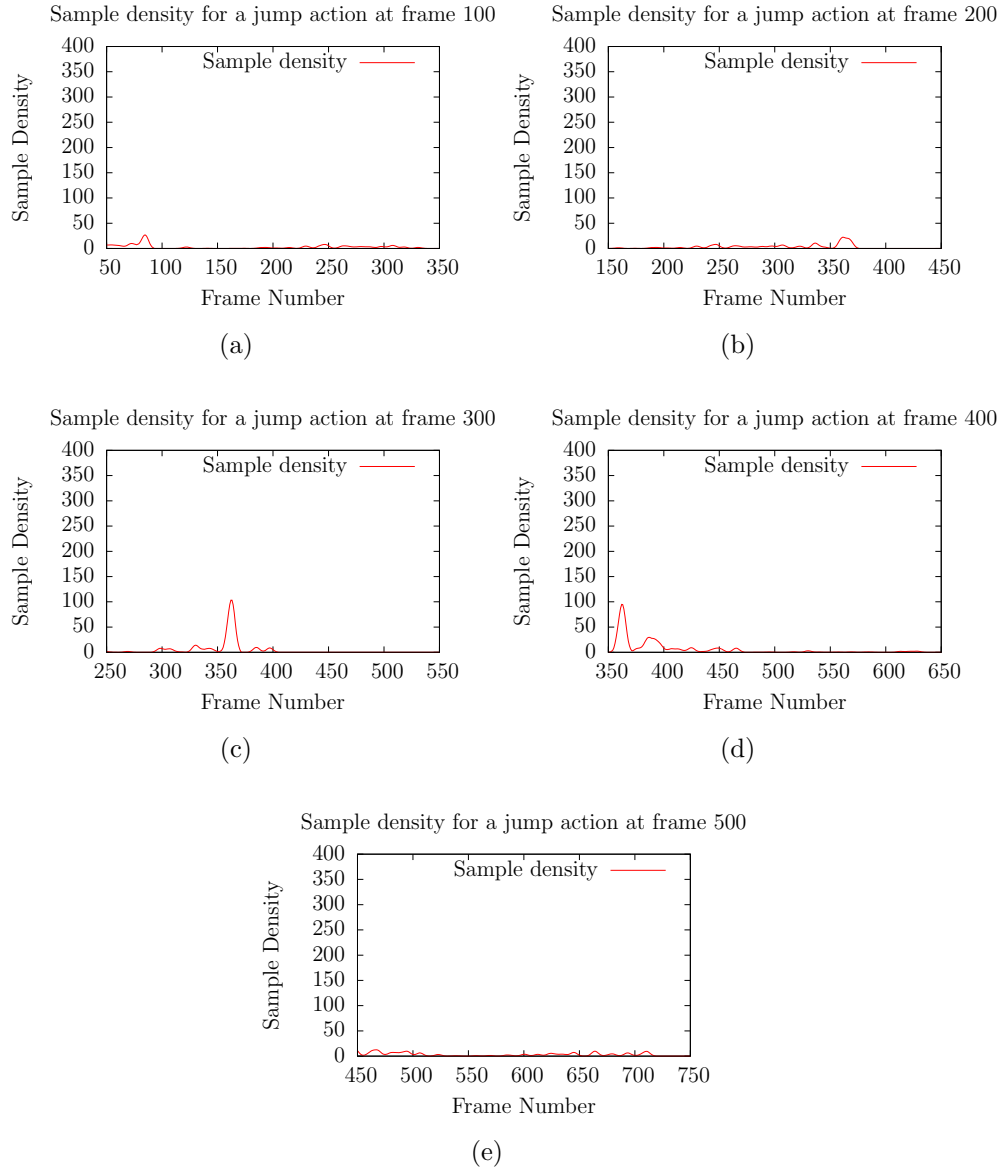 Sample density for a jump action at frame 100
400
350
300
250
200
150
100
50
0
Sample Density
Sample density
50 100 150 200 250 300 350
Frame Number
(a)
Sample density for a jump action at frame 200
400
350
300
250
200
150
100
50
0
Sample Density
Sample density
150 200 250 300 350 400 450
Frame Number
(b)
Sample density for a jump action at frame 300
400
350
300
250
200
150
100
50
0
Sample Density
Sample density
250 300 350 400 450 500 550
Frame Number
(c)
Sample density for a jump action at frame 400
400
350
300
250
200
150
100
50
0
Sample Density
Sample density
350 400 450 500 550 600 650
Frame Number
(d)
Sample density for a jump action at frame 500
400
350
300
250
200
150
100
50
0
Sample Density
Sample density
450 500 550 600 650 700 750
Frame Number
(e)